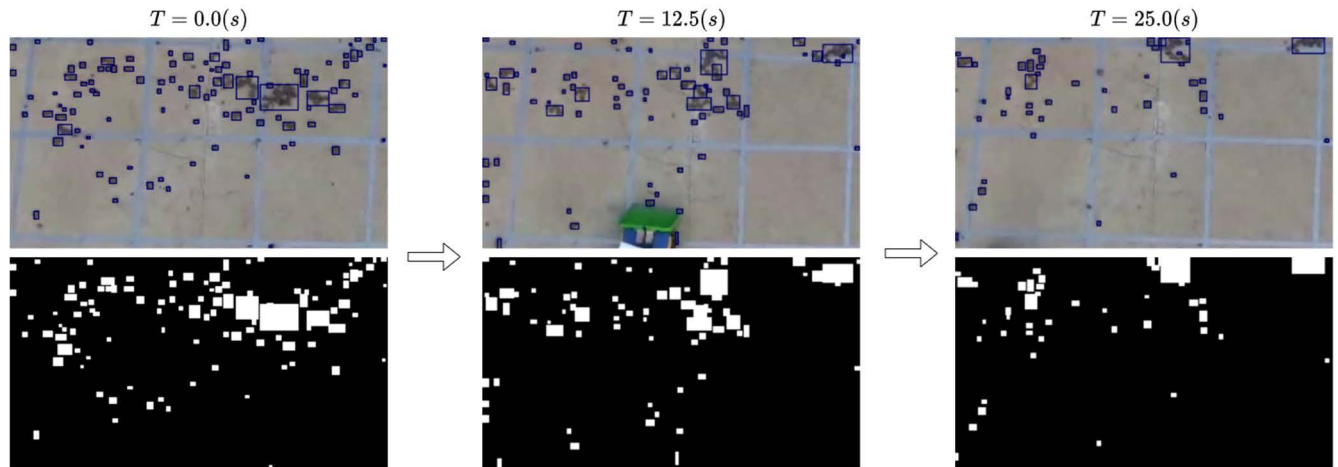 T = 0.0(s)
T = 12.5(s)
T = 25.0(s)